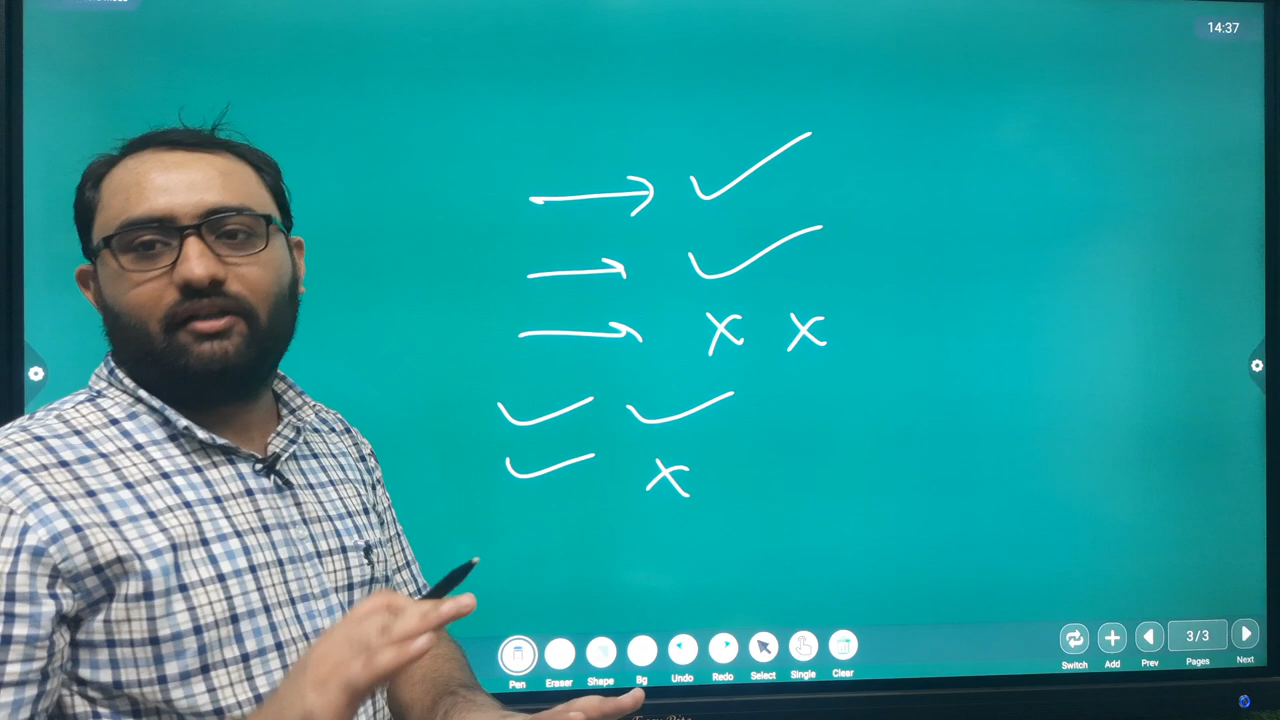 14:37
→ ✓
→ ✓
→ x x
✓ ✓
✓ x
Pen Eraser Shape Bg Undo Redo Select Single Clear
3/3
Switch Add Prev Pages Next